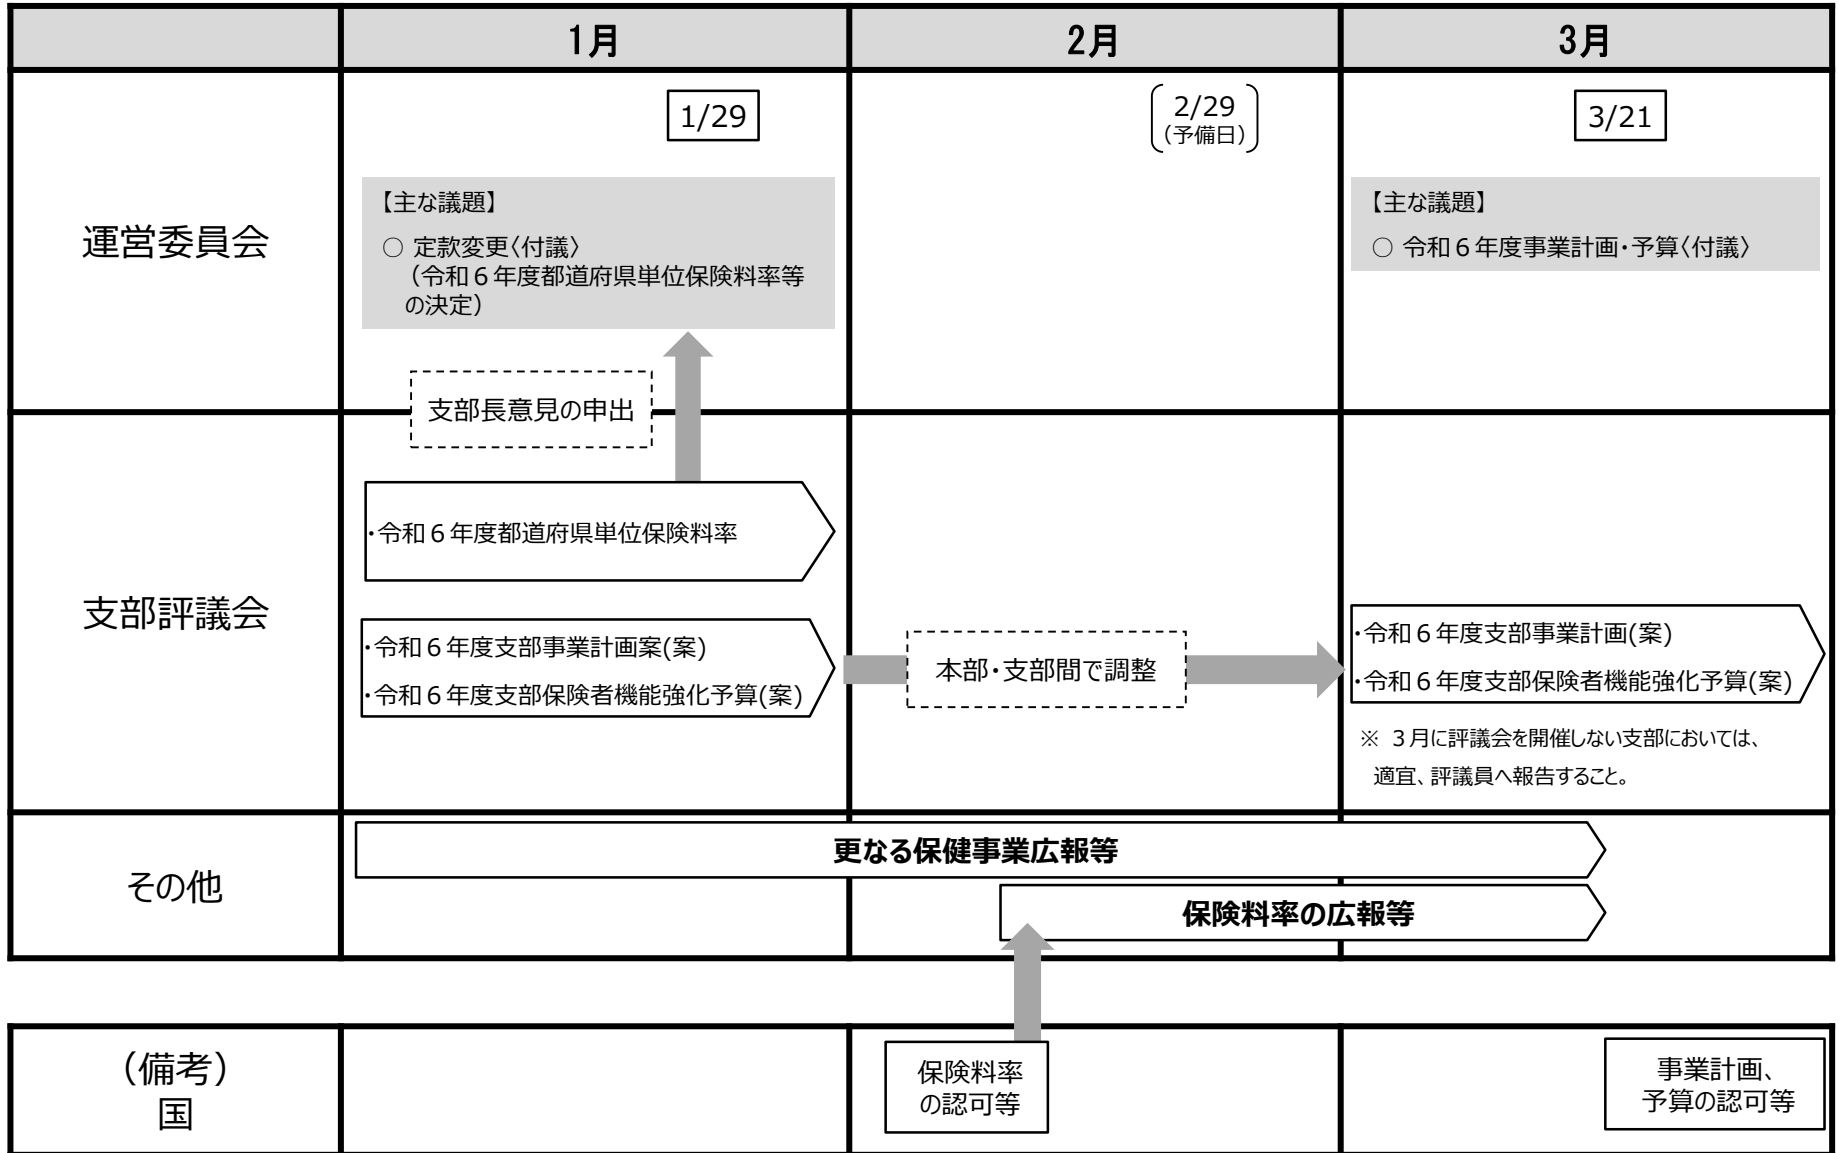 1月
2月
3月
運営委員会
1/29
2/29
（予備日）
3/21
【主な議題】
○ 定款変更〈付議〉
（令和６年度都道府県単位保険料率等
の決定）
【主な議題】
○ 令和６年度事業計画・予算〈付議〉
支部長意見の申出
支部評議会
・令和６年度都道府県単位保険料率
・令和６年度支部事業計画案(案)
・令和６年度支部保険者機能強化予算(案)
本部・支部間で調整
・令和６年度支部事業計画(案)
・令和６年度支部保険者機能強化予算(案)
※ ３月に評議会を開催しない支部においては、
適宜、評議員へ報告すること。
その他
更なる保健事業広報等
保険料率の広報等
（備考）
国
保険料率
の認可等
事業計画、
予算の認可等